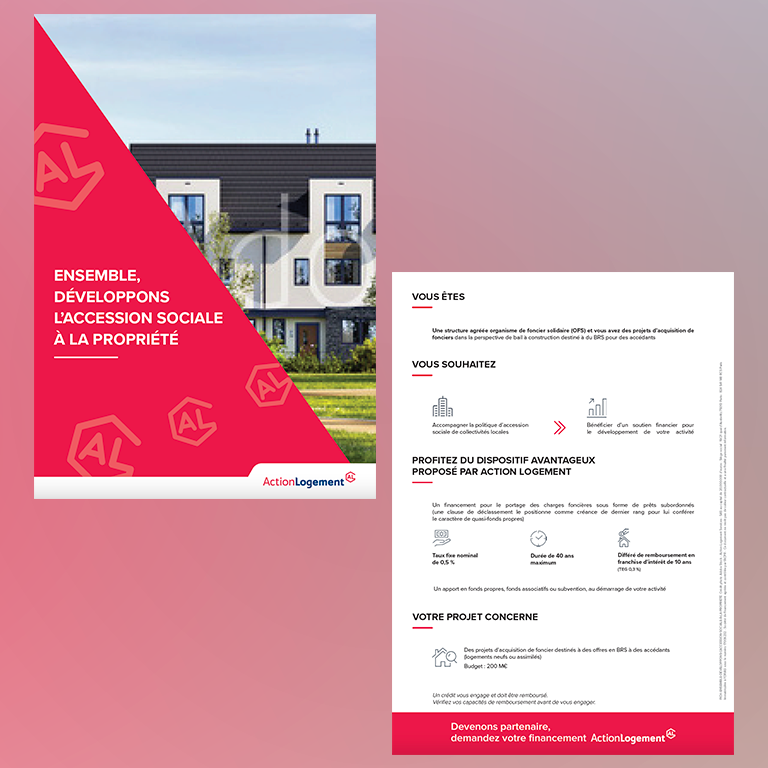 ENSEMBLE,
DÉVELOPPONS
L'ACCESSION SOCIALE
À LA PROPRIÉTÉ
ActionLogement
VOUS ÊTES
Une structure agréée organisme de foncier solidaire (OFS) et vous avez des projets d'acquisition de
fonciers dans la perspective de bail à construction destiné à du BRS pour des accédants
VOUS SOUHAITEZ
Accompagner la politique d'accession
sociale de collectivités locales
Bénéficier d'un soutien financier pour
le développement de votre activité
PROFITEZ DU DISPOSITIF AVANTAGEUX
PROPOSÉ PAR ACTION LOGEMENT
Un financement pour le portage des charges foncières sous forme de prêts subordonnés
(une clause de déclassement le positionne comme créance de dernier rang pour lui conférer
le caractère de quasi-fonds propres)
Taux fixe nominal
de 0,5 %
Durée de 40 ans
maximum
Différé de remboursement en
franchise d'intérêt de 10 ans
(TEG 0,3 %)
Un apport en fonds propres, fonds associatifs ou subvention, au démarrage de votre activité
VOTRE PROJET CONCERNE
Des projets d'acquisition de foncier destinés à des offres en BRS à des accédants
(logements neufs ou assimilés)
Budget : 200 M€
Un crédit vous engage et doit être remboursé.
Vérifiez vos capacités de remboursement avant de vous engager.
Devenons partenaire,
demandez votre financement ActionLogement